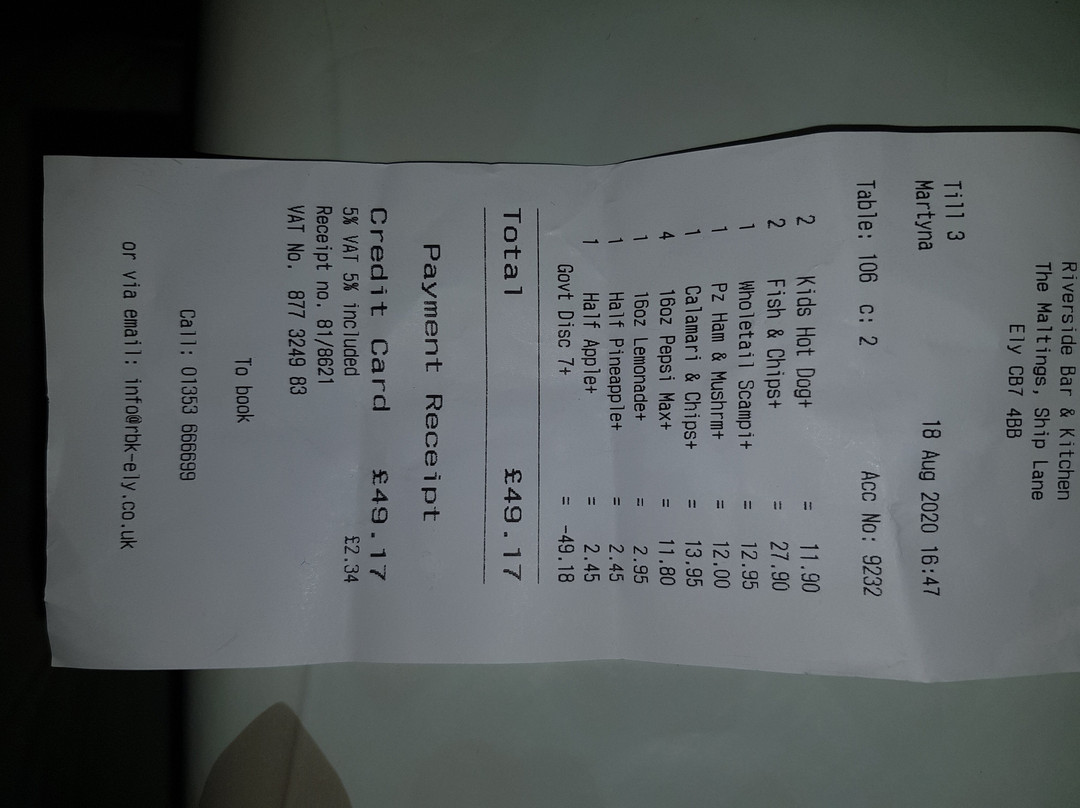 Riverside Bar & Kitchen
The Maltings, Ship Lane
Ely CB7 4BB
Till 3
Martyna 18 Aug 2020 16:47
Table: 106 C: 2 Acc No: 9232
2 Kids Hot Dog+ = 11.90
2 Fish & Chips+ = 27.90
1 Wholetail Scampi+ = 12.95
1 Pz Ham & Mushrm+ = 12.00
1 Calamari & Chips+ = 13.95
4 16oz Pepsi Max+ = 11.80
1 16oz Lemonade+ = 2.95
1 Half Pineapple+ = 2.45
1 Half Apple+ = 2.45
Govt Disc 7+ = -49.18
Total £49.17
Payment Receipt
Credit Card £49.17
5% VAT 5% included £2.34
Receipt no. 81/8621
VAT No. 877 3249 83
To book
Call: 01353 666699
or via email: info@rbk-ely.co.uk